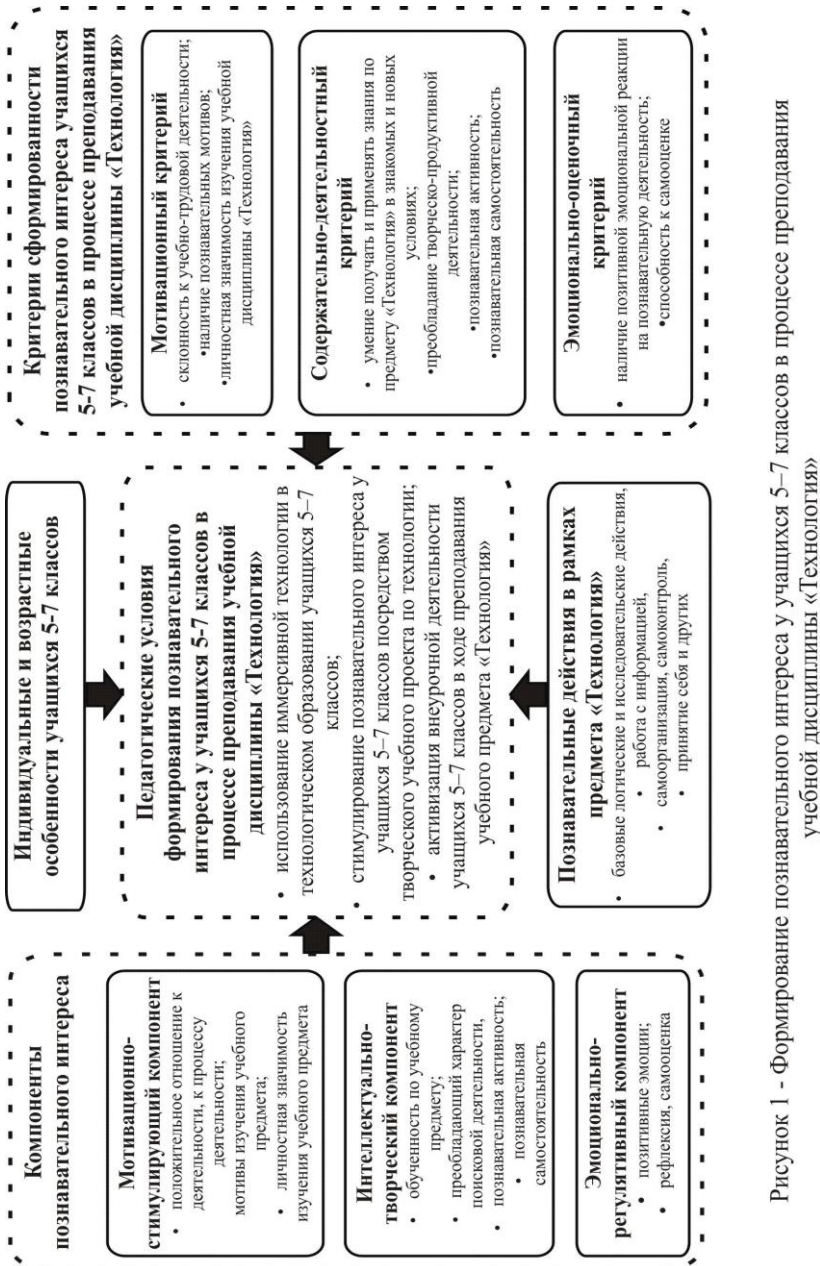 Компоненты
познавательного интереса
Мотивационно-
стимулирующий компонент
• положительное отношение к
деятельности, к процессу
деятельности;
мотивы изучения учебного
предмета;
• личностная значимость
изучения учебного предмета
Интеллектуально-
творческий компонент
• обученность по учебному
предмету;
• преобладающий характер
поисковой деятельности,
• познавательная активность;
• познавательная
самостоятельность
Эмоционально-
регулятивный компонент
• позитивные эмоции;
• рефлексия, самооценка
Индивидуальные и возрастные
особенности учащихся 5-7 классов
Педагогические условия
формирования познавательного
интереса у учащихся 5-7 классов в
процессе преподавания учебной
дисциплины «Технология»
• использование иммерсивной технологии в
технологическом образовании учащихся 5–7
классов;
• стимулирование познавательного интереса у
учащихся 5–7 классов посредством
творческого учебного проекта по технологии;
• активизация внеурочной деятельности
учащихся 5–7 классов в ходе преподавания
учебного предмета «Технология»
Познавательные действия в рамках
предмета «Технология»
• базовые логические и исследовательские действия,
• работа с информацией,
• самоорганизация, самоконтроль,
• принятие себя и других
Критерии сформированности
познавательного интереса учащихся
5-7 классов в процессе преподавания
учебной дисциплины «Технология»
Мотивационный критерий
• склонность к учебно-трудовой деятельности;
•наличие познавательных мотивов;
•личностная значимость изучения учебной
дисциплины «Технология»
Содержательно-деятельностный
критерий
• умение получать и применять знания по
предмету «Технология» в знакомых и новых
условиях;
•преобладание творческо-продуктивной
деятельности;
•познавательная активность;
•познавательная самостоятельность
Эмоционально-оценочный
критерий
• наличие позитивной эмоциональной реакции
на познавательную деятельность;
•способность к самооценке
Рисунок 1 - Формирование познавательного интереса у учащихся 5–7 классов в процессе преподавания
учебной дисциплины «Технология»